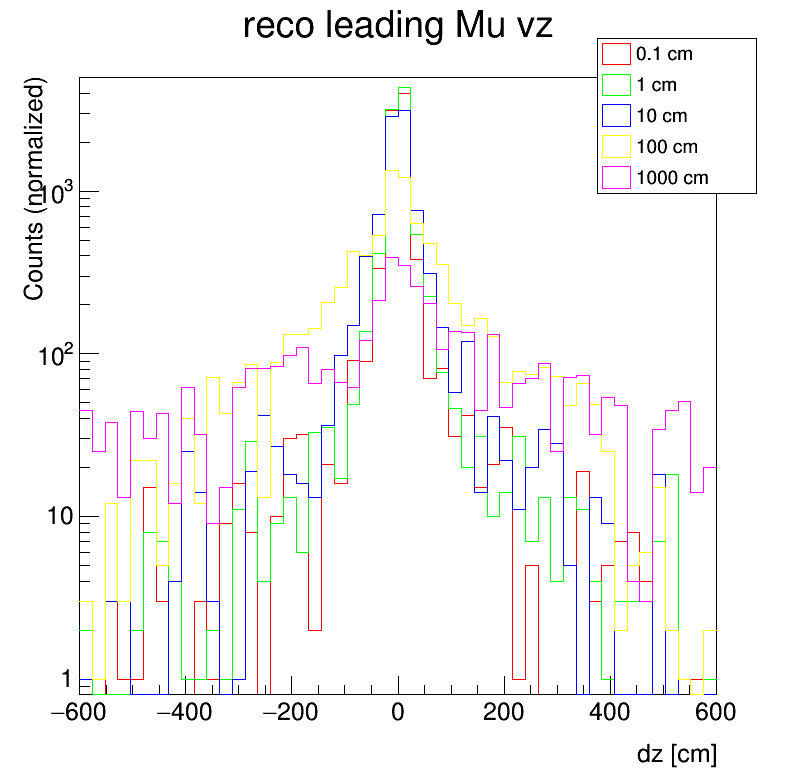 reco leading Mu vz
0.1 cm
1 cm
10 cm
100 cm
1000 cm
Counts (normalized)
10³
10²
10
1
−600
−400
−200
0
200
400
600
dz [cm]